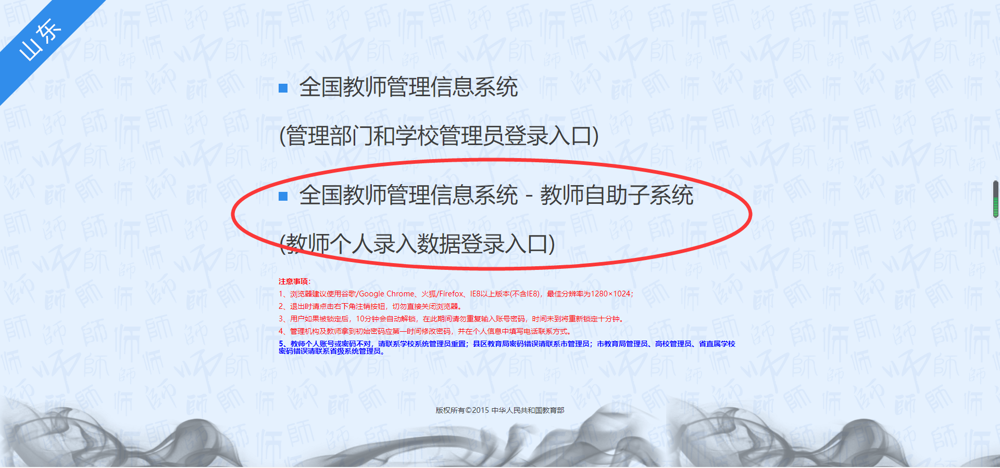 山东
全国教师管理信息系统
(管理部门和学校管理员登录入口)
全国教师管理信息系统 - 教师自助子系统
(教师个人录入数据登录入口)
注意事项：
1、浏览器建议使用谷歌/Google Chrome、火狐/Firefox、IE8以上版本(不含IE8)，最佳分辨率为1280×1024；
2、退出时请点击右下角注销按钮，切勿直接关闭浏览器。
3、用户如果被锁定后，10分钟会自动解锁，在此期间请勿重复输入账号密码，时间未到将重新锁定十分钟。
4、管理机构及教师拿到初始密码应第一时间修改密码，并在个人信息中填写电话联系方式。
5、教师个人账号或密码不对，请联系学校系统管理员重置；县区教育局密码错误请联系市管理员；市教育局管理员、高校管理员、省直属学校
密码错误请联系省级系统管理员。
版权所有©2015 中华人民共和国教育部